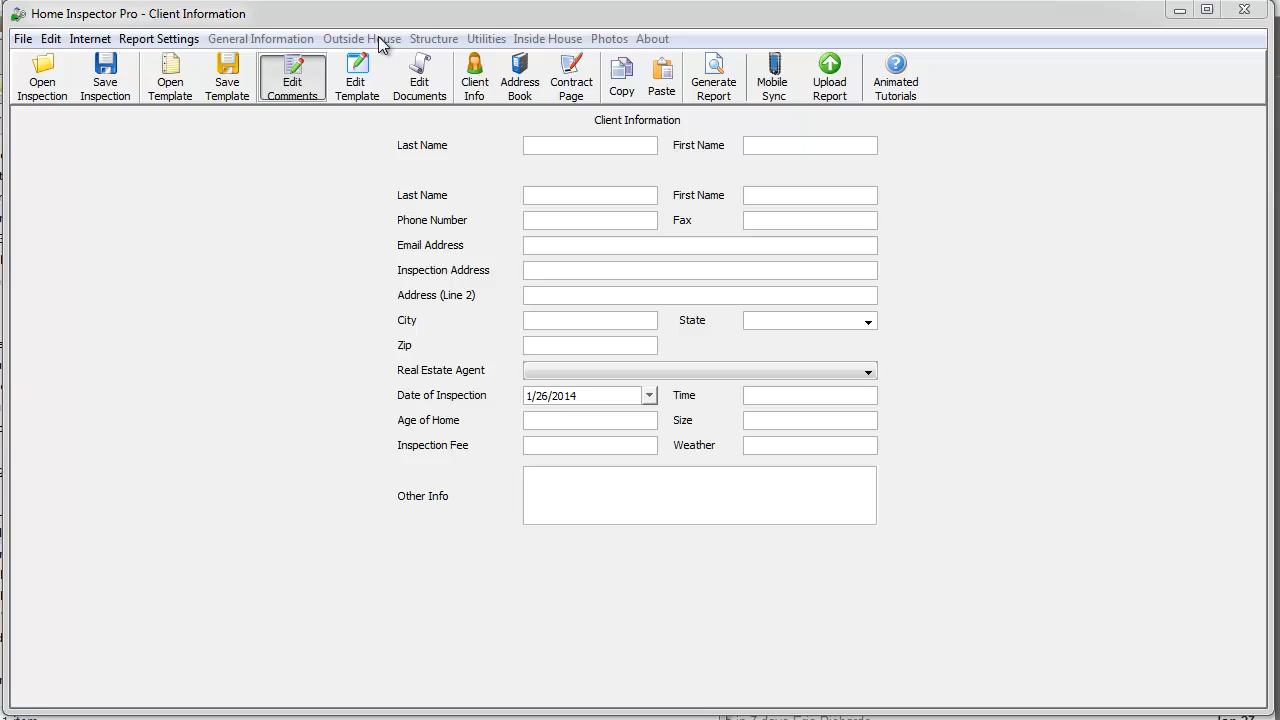 Home Inspector Pro - Client Information
File Edit Internet Report Settings General Information Outside House Structure Utilities Inside House Photos About
Open Inspection
Save Inspection
Open Template
Save Template
Edit Comments
Edit Template
Edit Documents
Client Info
Address Book
Contract Page
Copy
Paste
Generate Report
Mobile Sync
Upload Report
Animated Tutorials
Client Information
Last Name First Name
Last Name First Name
Phone Number Fax
Email Address
Inspection Address
Address (Line 2)
City State
Zip
Real Estate Agent
Date of Inspection 1/26/2014 Time
Age of Home Size
Inspection Fee Weather
Other Info